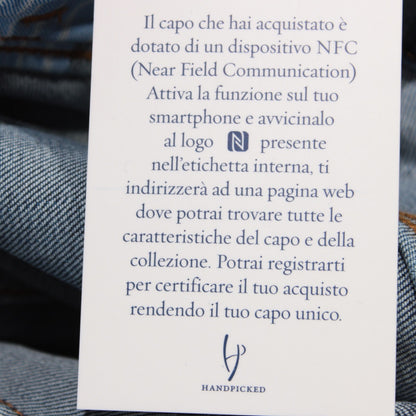 Il capo che hai acquistato è
dotato di un dispositivo NFC
(Near Field Communication)
Attiva la funzione sul tuo
smartphone e avvicinalo
al logo N presente
nell'etichetta interna, ti
indirizzerà ad una pagina web
dove potrai trovare tutte le
caratteristiche del capo e della
collezione. Potrai registrarti
per certificare il tuo acquisto
rendendo il tuo capo unico.
HANDPICKED